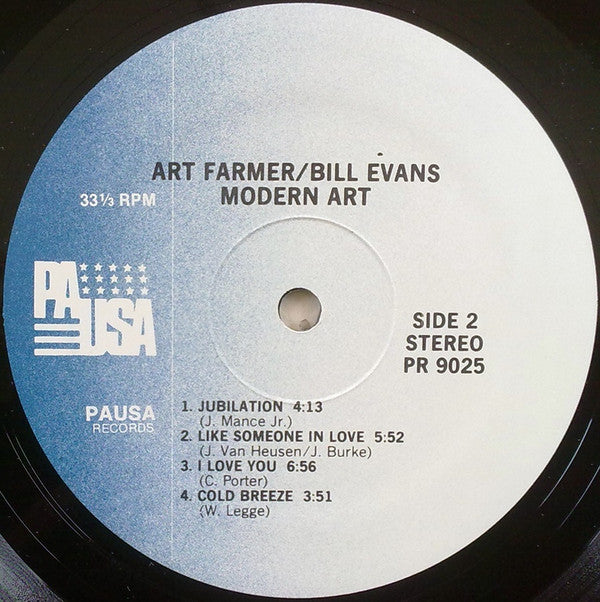 ART FARMER/BILL EVANS
MODERN ART
33⅓ RPM
PAUSA
SIDE 2
STEREO
PR 9025
PAUSA
RECORDS
1. JUBILATION 4:13
(J. Mance Jr.)
2. LIKE SOMEONE IN LOVE 5:52
(J. Van Heusen/J. Burke)
3. I LOVE YOU 6:56
(C. Porter)
4. COLD BREEZE 3:51
(W. Legge)